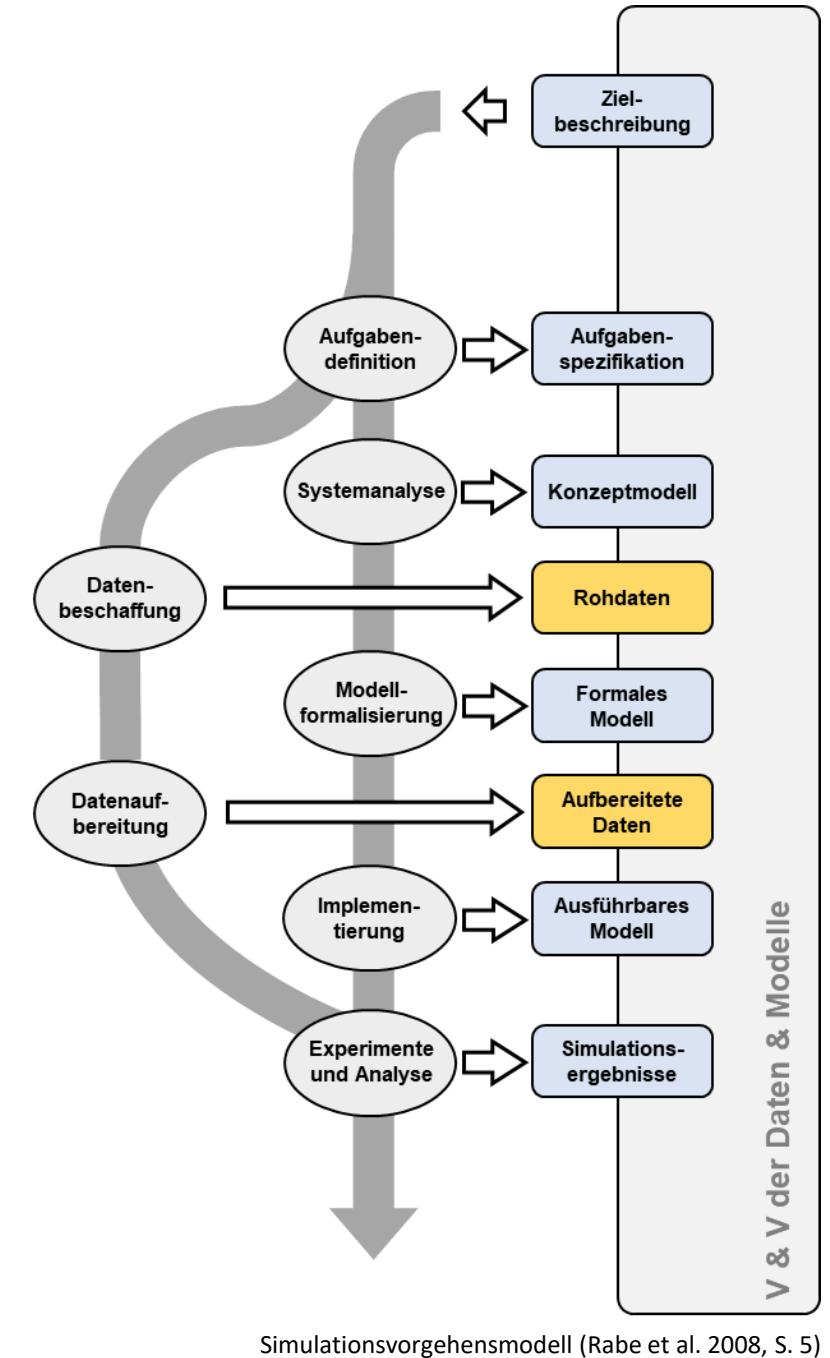 Ziel-
beschreibung
Aufgaben-
definition
Aufgaben-
spezifikation
Systemanalyse
Konzeptmodell
Daten-
beschaffung
Rohdaten
Modell-
formalisierung
Formales
Modell
Datenauf-
bereitung
Aufbereitete
Daten
Implemen-
tierung
Ausführbares
Modell
Experimente
und Analyse
Simulations-
ergebnisse
V & V der Daten & Modelle
Simulationsvorgehensmodell (Rabe et al. 2008, S. 5)